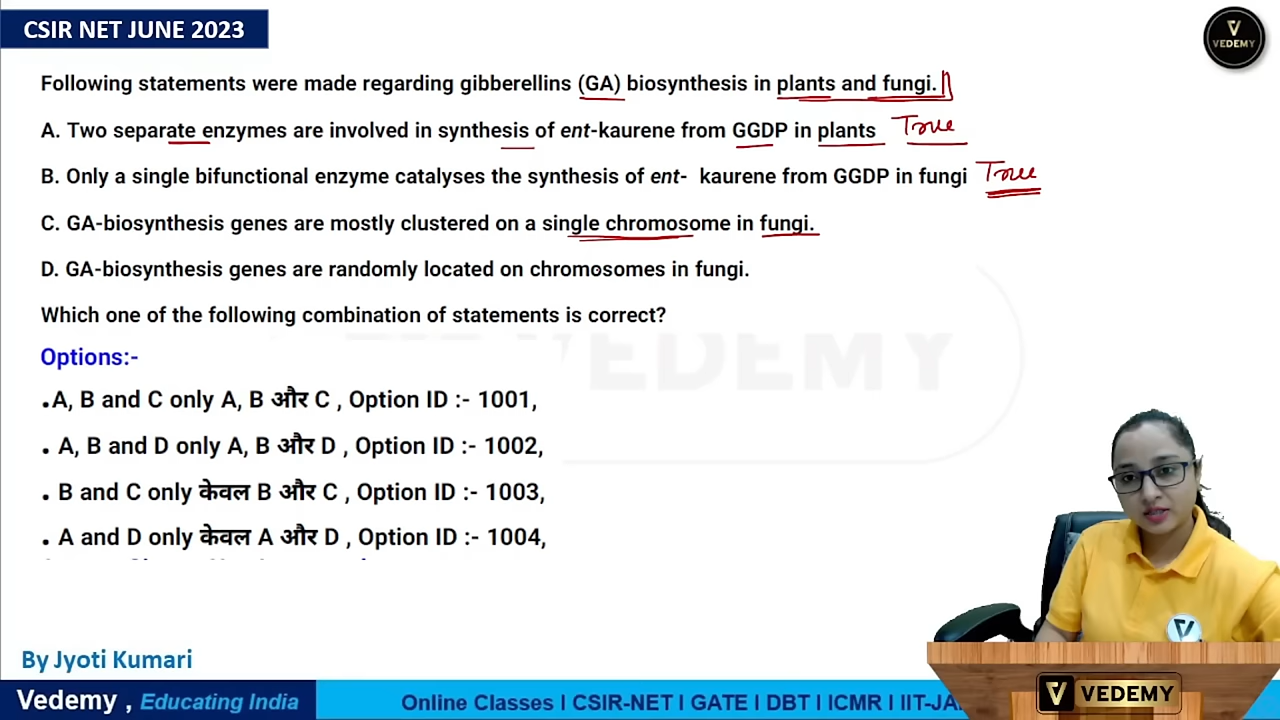 CSIR NET JUNE 2023
VEDEMY
Following statements were made regarding gibberellins (GA) biosynthesis in plants and fungi.
A. Two separate enzymes are involved in synthesis of ent-kaurene from GGDP in plants True
B. Only a single bifunctional enzyme catalyses the synthesis of ent- kaurene from GGDP in fungi True
C. GA-biosynthesis genes are mostly clustered on a single chromosome in fungi.
D. GA-biosynthesis genes are randomly located on chromosomes in fungi.
Which one of the following combination of statements is correct?
VEDEMY
Options:-
.A, B and C only A, B और C , Option ID :- 1001,
. A, B and D only A, B और D , Option ID :- 1002,
. B and C only केवल B और C , Option ID :- 1003,
. A and D only केवल A और D , Option ID :- 1004,
By Jyoti Kumari
VEDEMY
Vedemy , Educating India
Online Classes I CSIR-NET I GATE I DBT I ICMR I IIT-JA